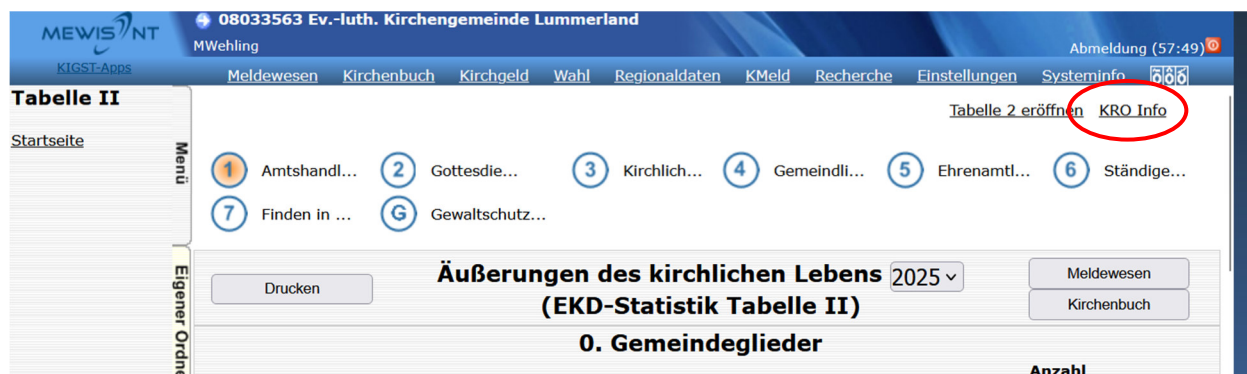 MEWIS NT
KIGST-Apps
08033563 Ev.-luth. Kirchengemeinde Lummerland
MWehling
Abmeldung (57:49)
Meldewesen Kirchenbuch Kirchgeld Wahl Regionaldaten KMeld Recherche Einstellungen Systeminfo õôó
Tabelle II
Startseite
Menü
Eigener Ordne
Tabelle 2 eröffnen KRO Info
1 Amtshandl... 2 Gottesdie... 3 Kirchlich... 4 Gemeindli... 5 Ehrenamtl... 6 Ständige...
7 Finden in ... G Gewaltschutz...
Drucken
Äußerungen des kirchlichen Lebens 2025
(EKD-Statistik Tabelle II)
Meldewesen
Kirchenbuch
0. Gemeindeglieder
Anzahl